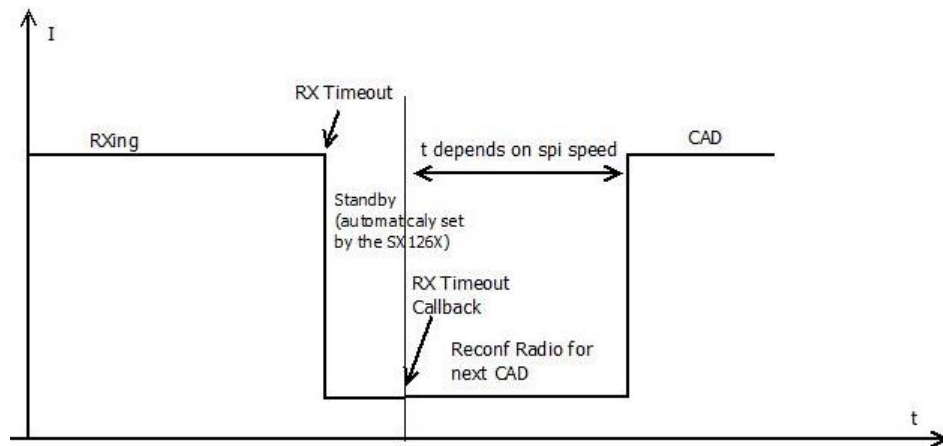 I
RX Timeout
RXing
t depends on spi speed
CAD
Standby
(automaticaly set
by the SX126X)
RX Timeout
Callback
Reconf Radio for
next CAD
t